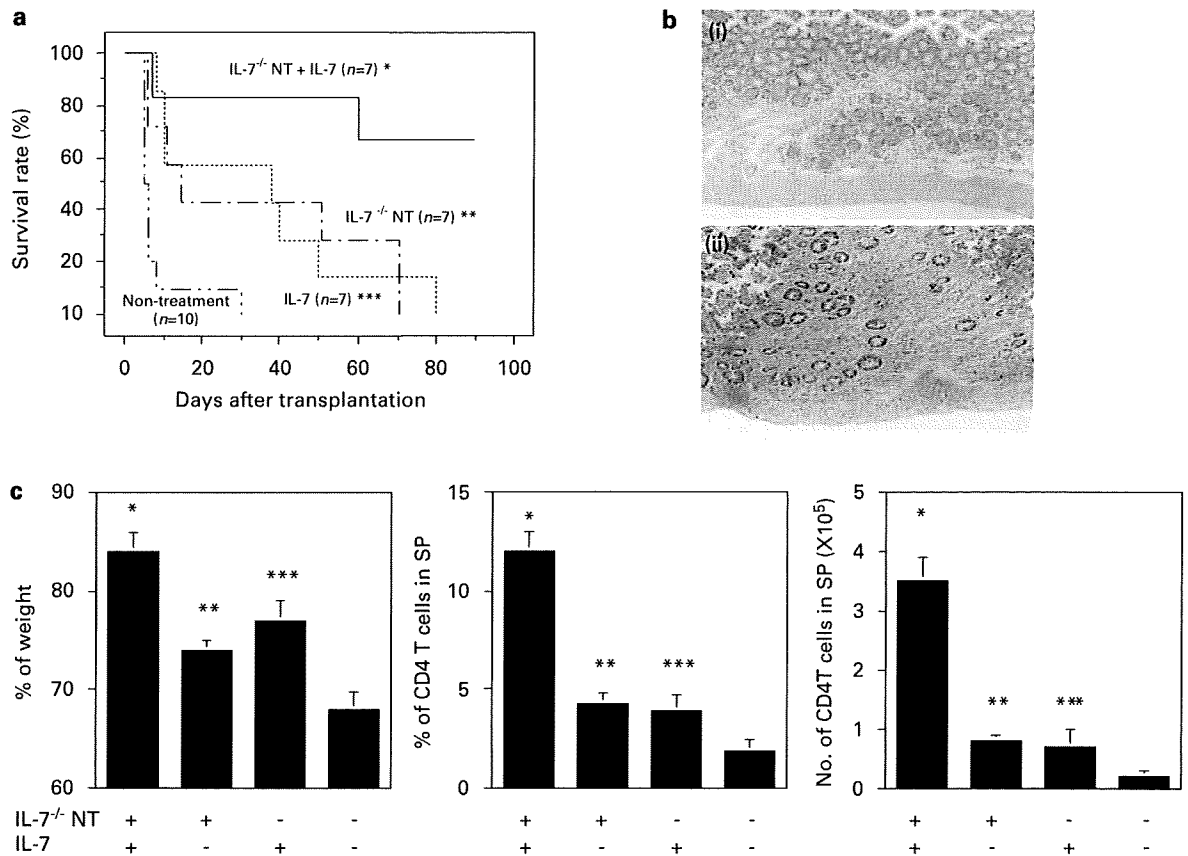 a
Survival rate (%)
100
80
60
40
20
10
IL-7-/- NT + IL-7 (n=7) *
IL-7 -/- NT (n=7) **
IL-7 (n=7) ***
Non-treatment
(n=10)
0 20 40 60 80 100
Days after transplantation
b
(i)
(ii)
c
% of weight
90
80
70
60
*
**
***
% of CD4 T cells in SP
15
10
5
0
*
**
***
No. of CD4T cells in SP (X105)
5
4
3
2
1
0
*
**
***
IL-7-/- NT + + - - + + - - + + - -
IL-7 + - + - + - + - + - + -